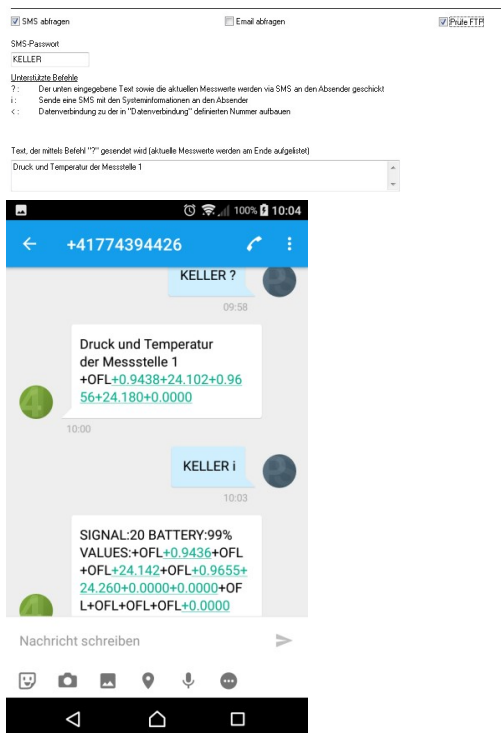 SMS abfragen Email abfragen Prüfe FTP
SMS-Passwort
KELLER
Unterstützte Befehle
? : Der unten eingegebene Text sowie die aktuellen Messwerte werden via SMS an den Absender geschickt
i : Sende eine SMS mit den Systeminformationen an den Absender
< : Datenverbindung zu der in "Datenverbindung" definierten Nummer aufbauen
Text, der mittels Befehl "?" gesendet wird (aktuelle Messwerte werden am Ende aufgelistet)
Druck und Temperatur der Messstelle 1
100% 10:04
+41774394426
KELLER ?
09:58
Druck und Temperatur
der Messstelle 1
+OFL+0.9438+24.102+0.96
56+24.180+0.0000
4
10:00
KELLER i
10:03
SIGNAL:20 BATTERY:99%
VALUES:+OFL+0.9436+OFL
+OFL+24.142+OFL+0.9655+
24.260+0.0000+0.0000+OF
L+OFL+OFL+OFL+0.0000
4
Nachricht schreiben